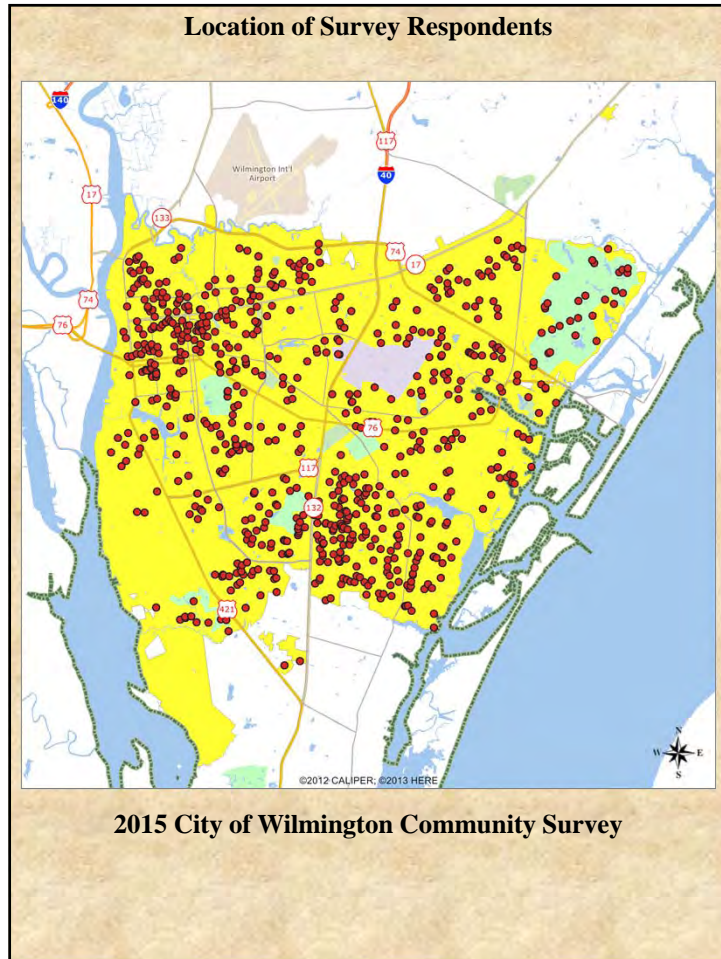 Location of Survey Respondents
140
117
Wilmington Int'l
Airport
40
17
133
74
17
74
76
76
117
132
421
N
W E
S
©2012 CALIPER; ©2013 HERE
2015 City of Wilmington Community Survey